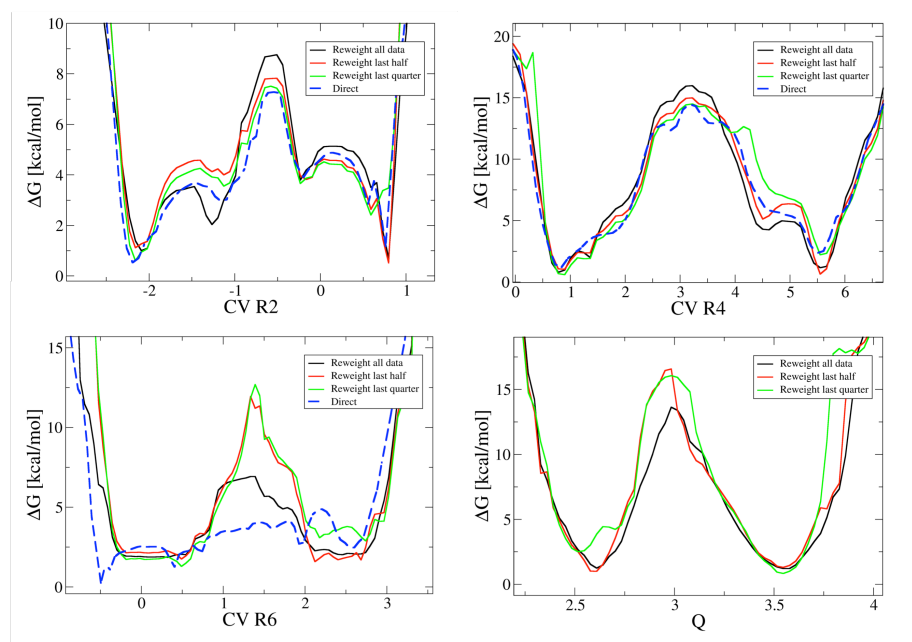 10
8
6
4
2
0
ΔG [kcal/mol]
-2
-1
0
1
CV R2
Reweight all data
Reweight last half
Reweight last quarter
Direct
20
15
10
5
0
ΔG [kcal/mol]
0
1
2
3
4
5
6
CV R4
Reweight all data
Reweight last half
Reweight last quarter
Direct
15
10
5
0
ΔG [kcal/mol]
0
1
2
3
CV R6
Reweight all data
Reweight last half
Reweight last quarter
Direct
15
10
5
0
ΔG [kcal/mol]
2.5
3
3.5
4
Q
Reweight all data
Reweight last half
Reweight last quarter